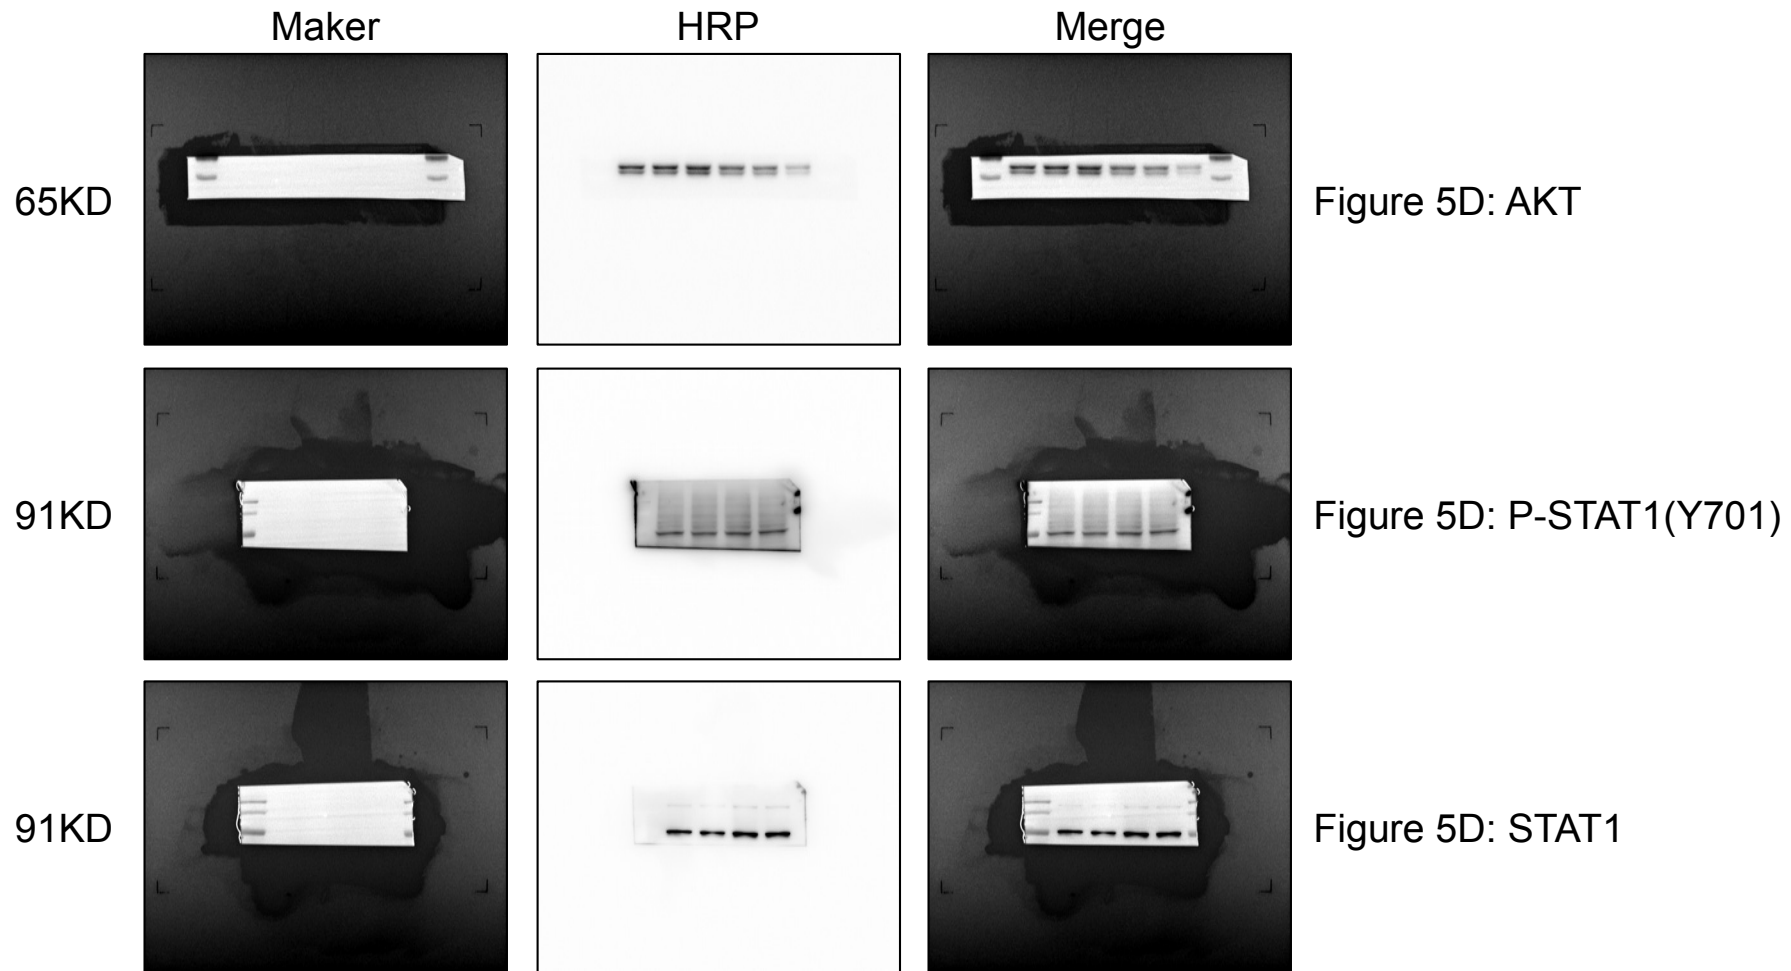 Maker HRP Merge
65KD Figure 5D: AKT
91KD Figure 5D: P-STAT1(Y701)
91KD Figure 5D: STAT1